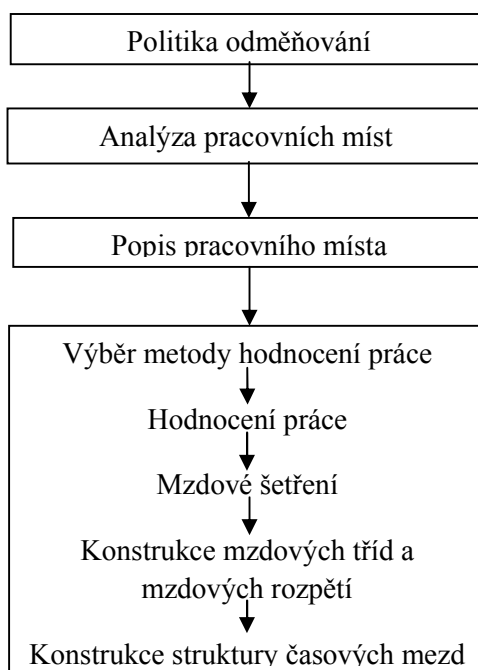 Politika odměňování
Analýza pracovních míst
Popis pracovního místa
Výběr metody hodnocení práce
Hodnocení práce
Mzdové šetření
Konstrukce mzdových tříd a
mzdových rozpětí
Konstrukce struktury časových mezd